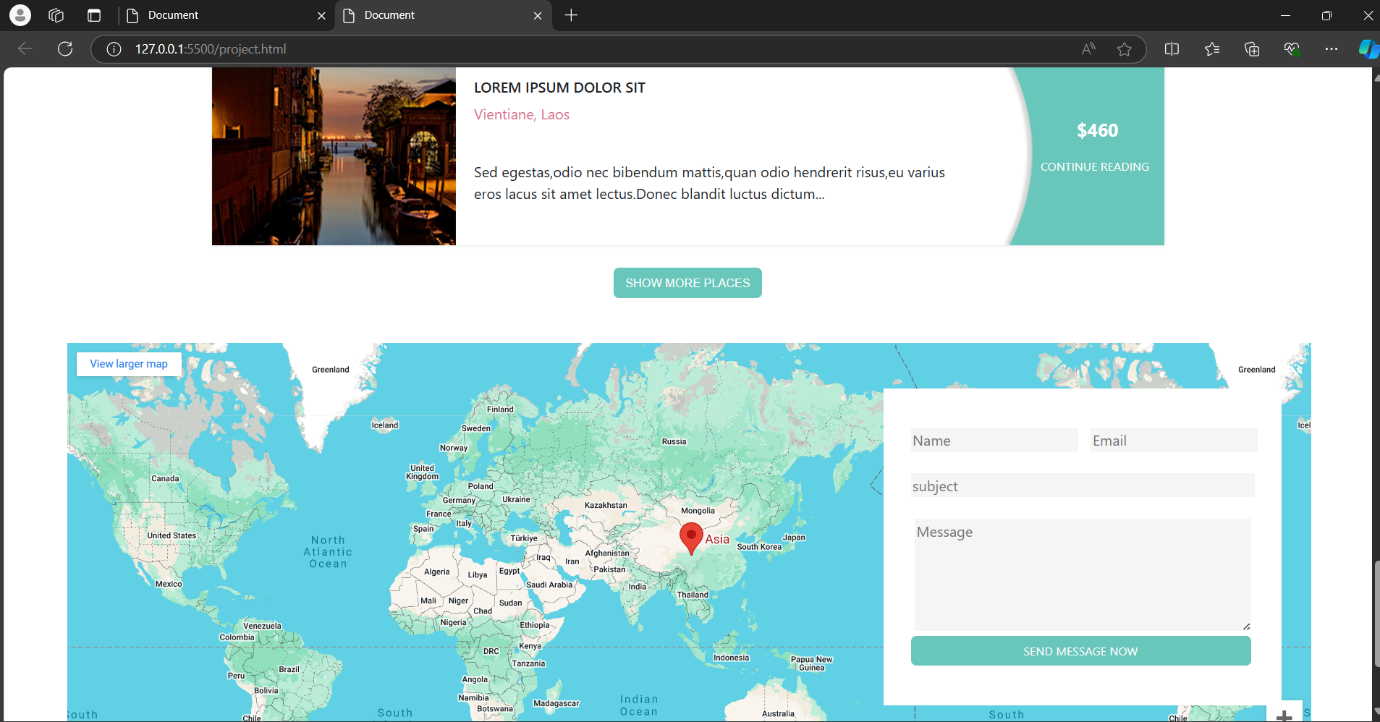 Document
Document
127.0.0.1:5500/project.html
LOREM IPSUM DOLOR SIT
Vientiane, Laos
$460
CONTINUE READING
Sed egestas,odio nec bibendum mattis,quan odio hendrerit risus,eu varius
eros lacus sit amet lectus.Donec blandit luctus dictum...
SHOW MORE PLACES
View larger map
Greenland
Greenland
Iceland
Icel
Finland
Sweden
Norway
Russia
United
Kingdom
Canada
Poland
Germany
Ukraine
France
Italy
Spain
Kazakhstan
Mongolia
United States
Türkiye
North
Atlantic
Ocean
Asia
Japan
South Korea
Afghanistan
Iraq
Iran
Pakistan
Algeria
Libya
Egypt
Saudi Arabia
India
Thailand
Mexico
Mali
Niger
Chad
Sudan
Nigeria
Ethiopia
Venezuela
Colombia
Kenya
DRC
Tanzania
Indonesia
Papua New
Guinea
Brazil
Peru
Bolivia
Angola
Namibia
Botswana
Madagascar
Indian
Ocean
Australia
Chile
South
South
South
Chile
S
Name
Email
subject
Message
SEND MESSAGE NOW